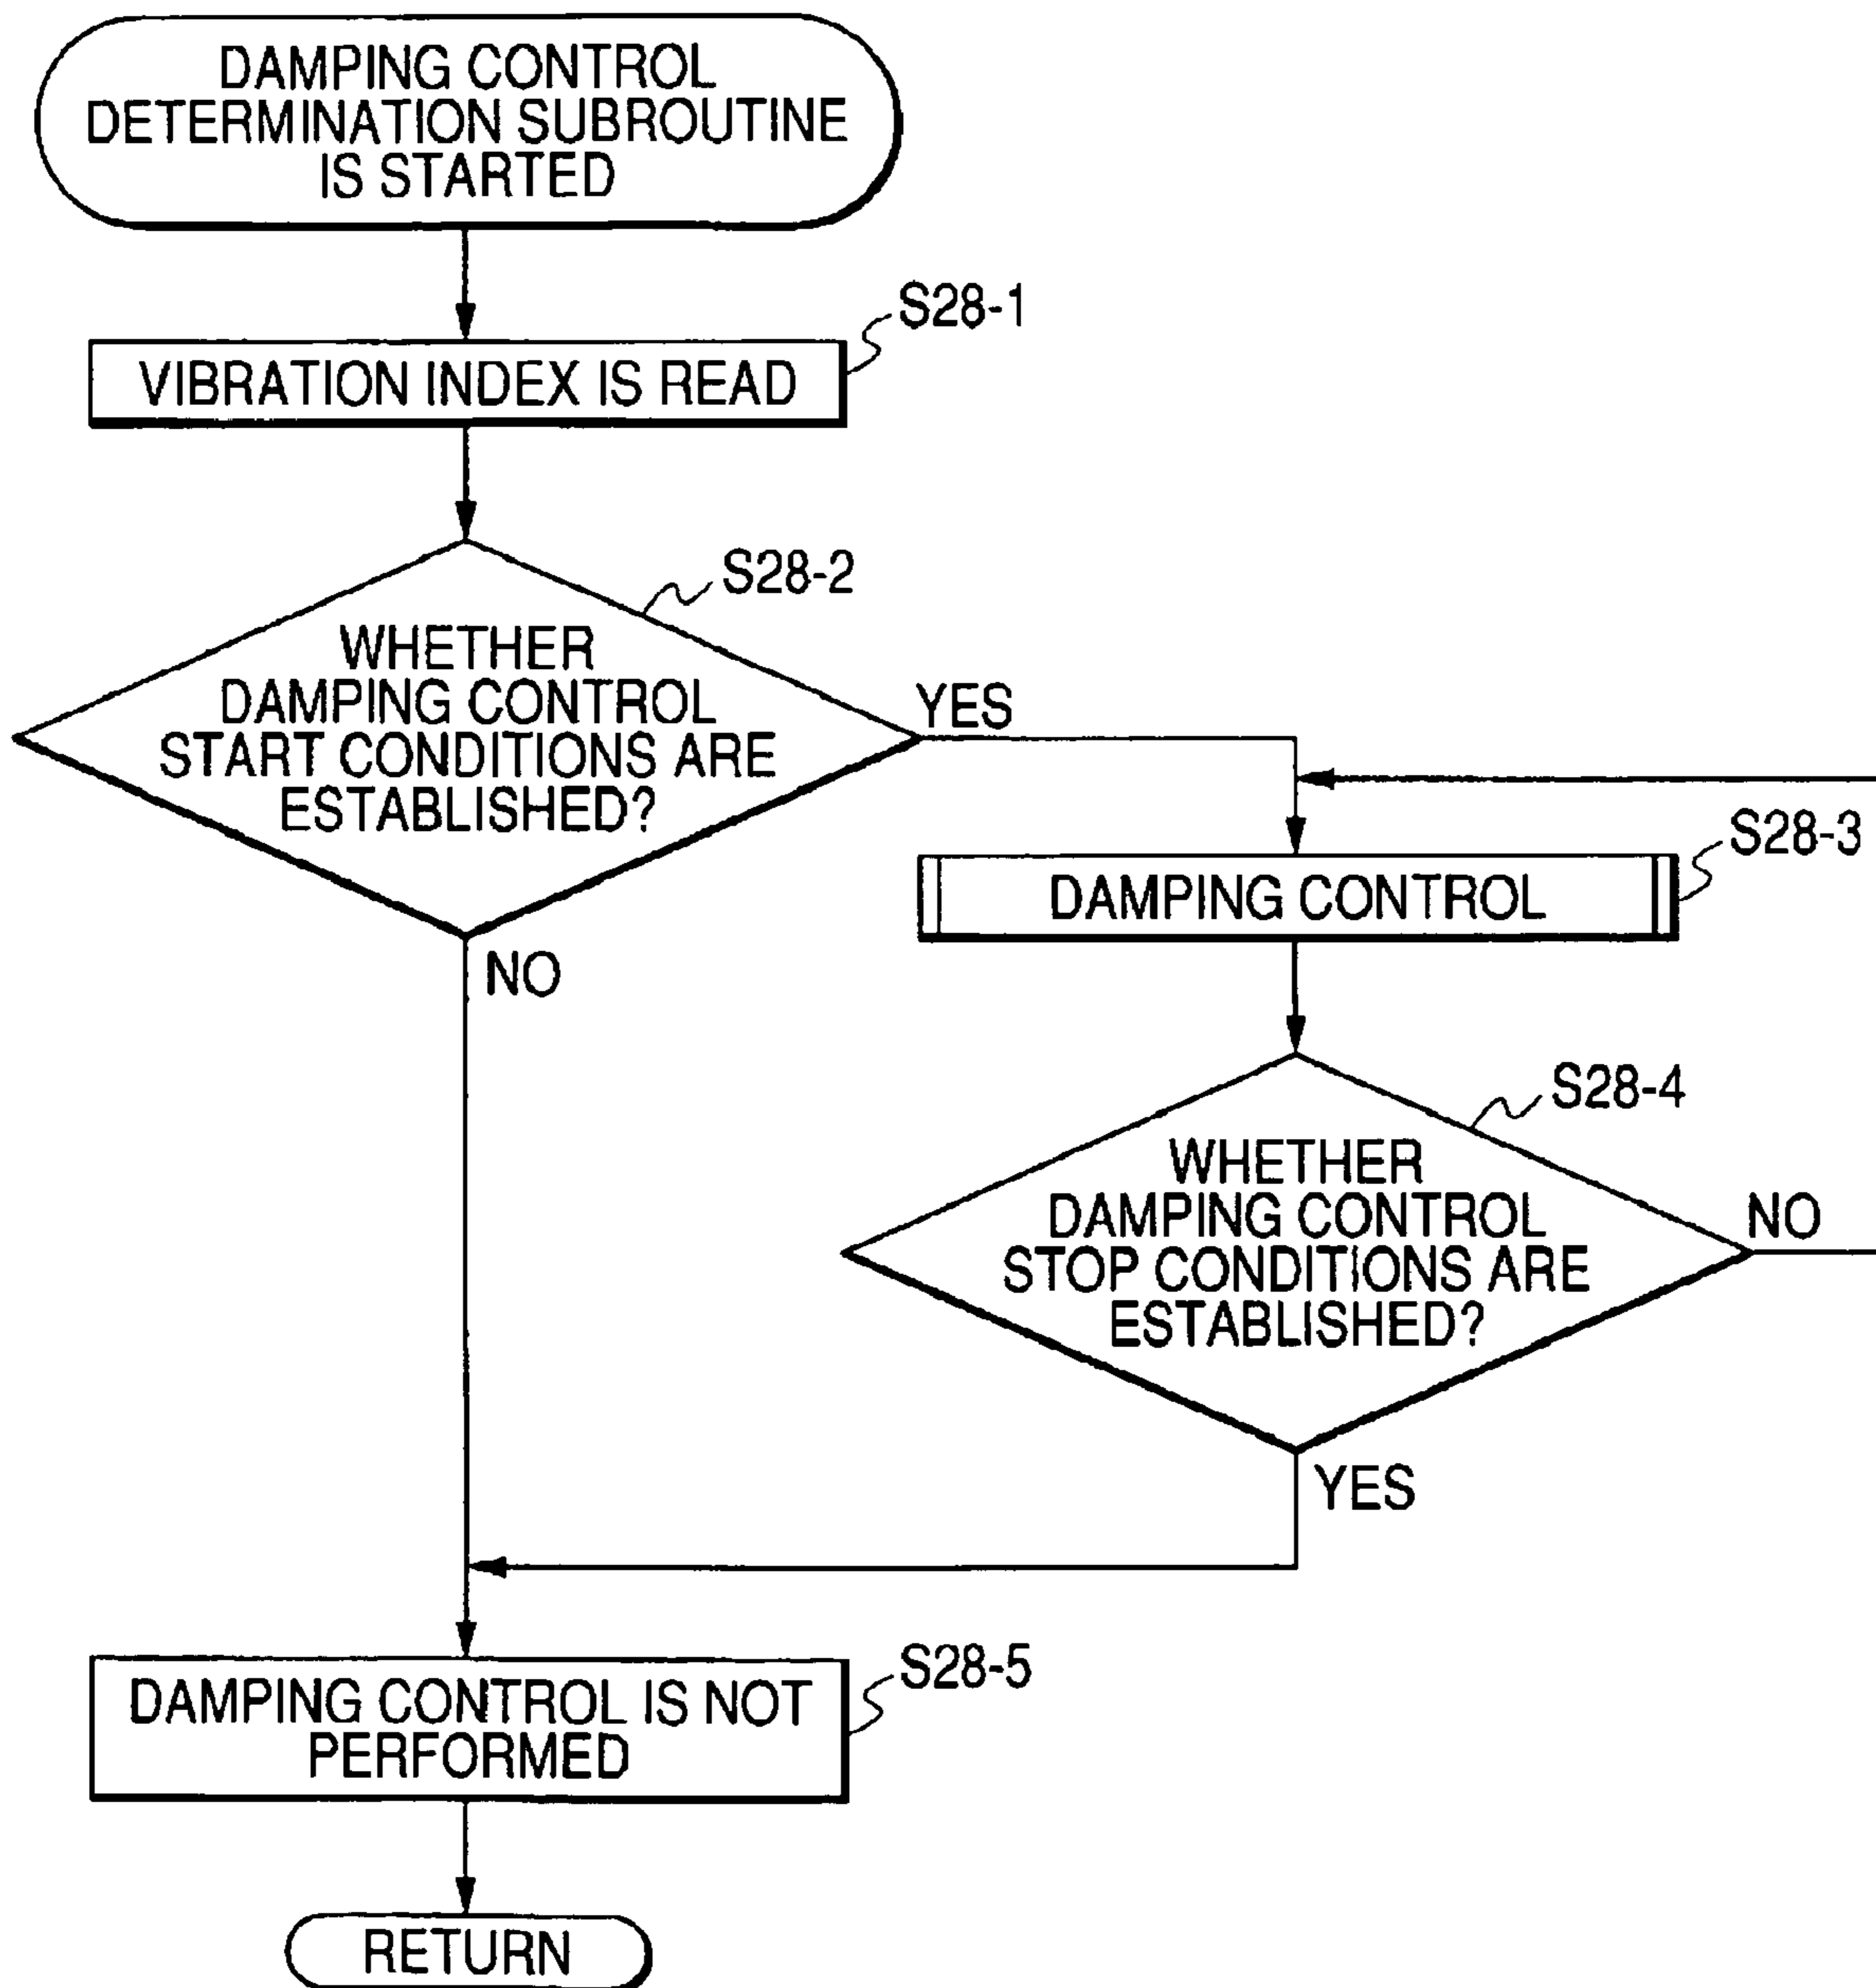 DAMPING CONTROL
DETERMINATION SUBROUTINE
IS STARTED
S28-1
VIBRATION INDEX IS READ
S28-2
WHETHER
DAMPING CONTROL
START CONDITIONS ARE
ESTABLISHED?
YES
NO
S28-3
DAMPING CONTROL
S28-4
WHETHER
DAMPING CONTROL
STOP CONDITIONS ARE
ESTABLISHED?
NO
YES
S28-5
DAMPING CONTROL IS NOT
PERFORMED
RETURN